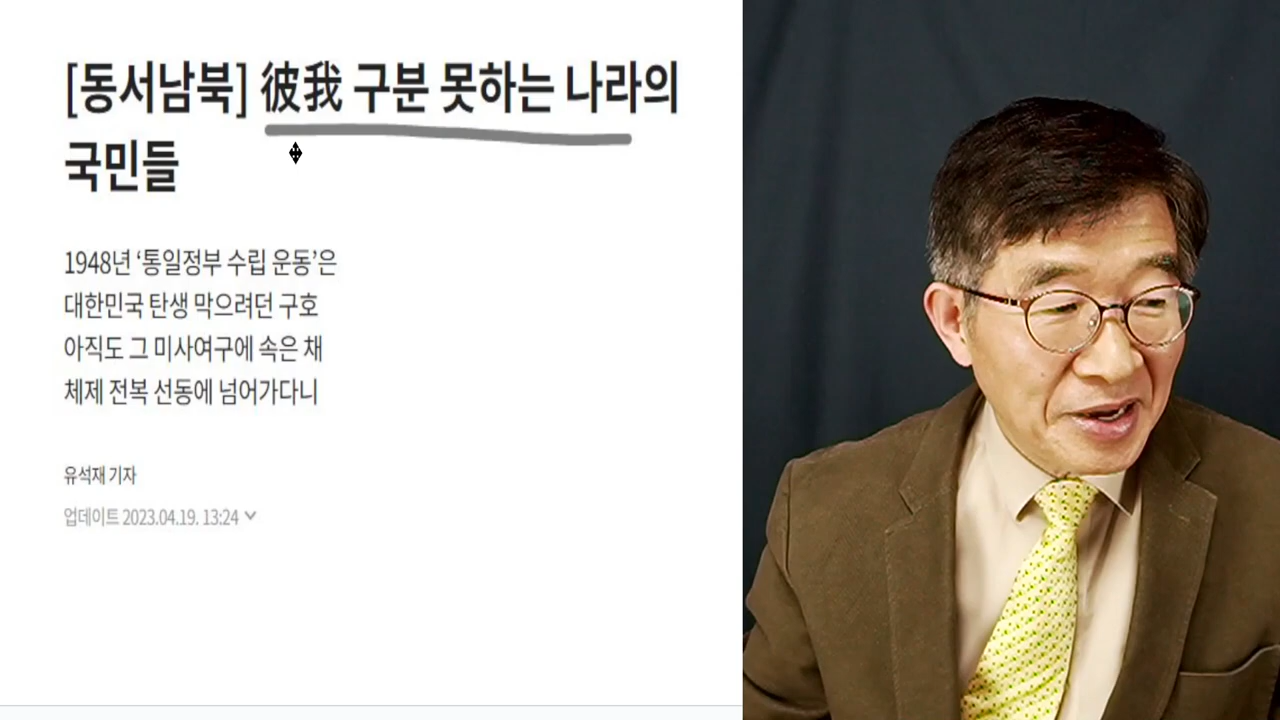 [동서남북] 彼我 구분 못하는 나라의
국민들
1948년 ‘통일정부 수립 운동’은
대한민국 탄생 막으려던 구호
아직도 그 미사여구에 속은 채
체제 전복 선동에 넘어가다니
유석재 기자
업데이트 2023.04.19. 13:24